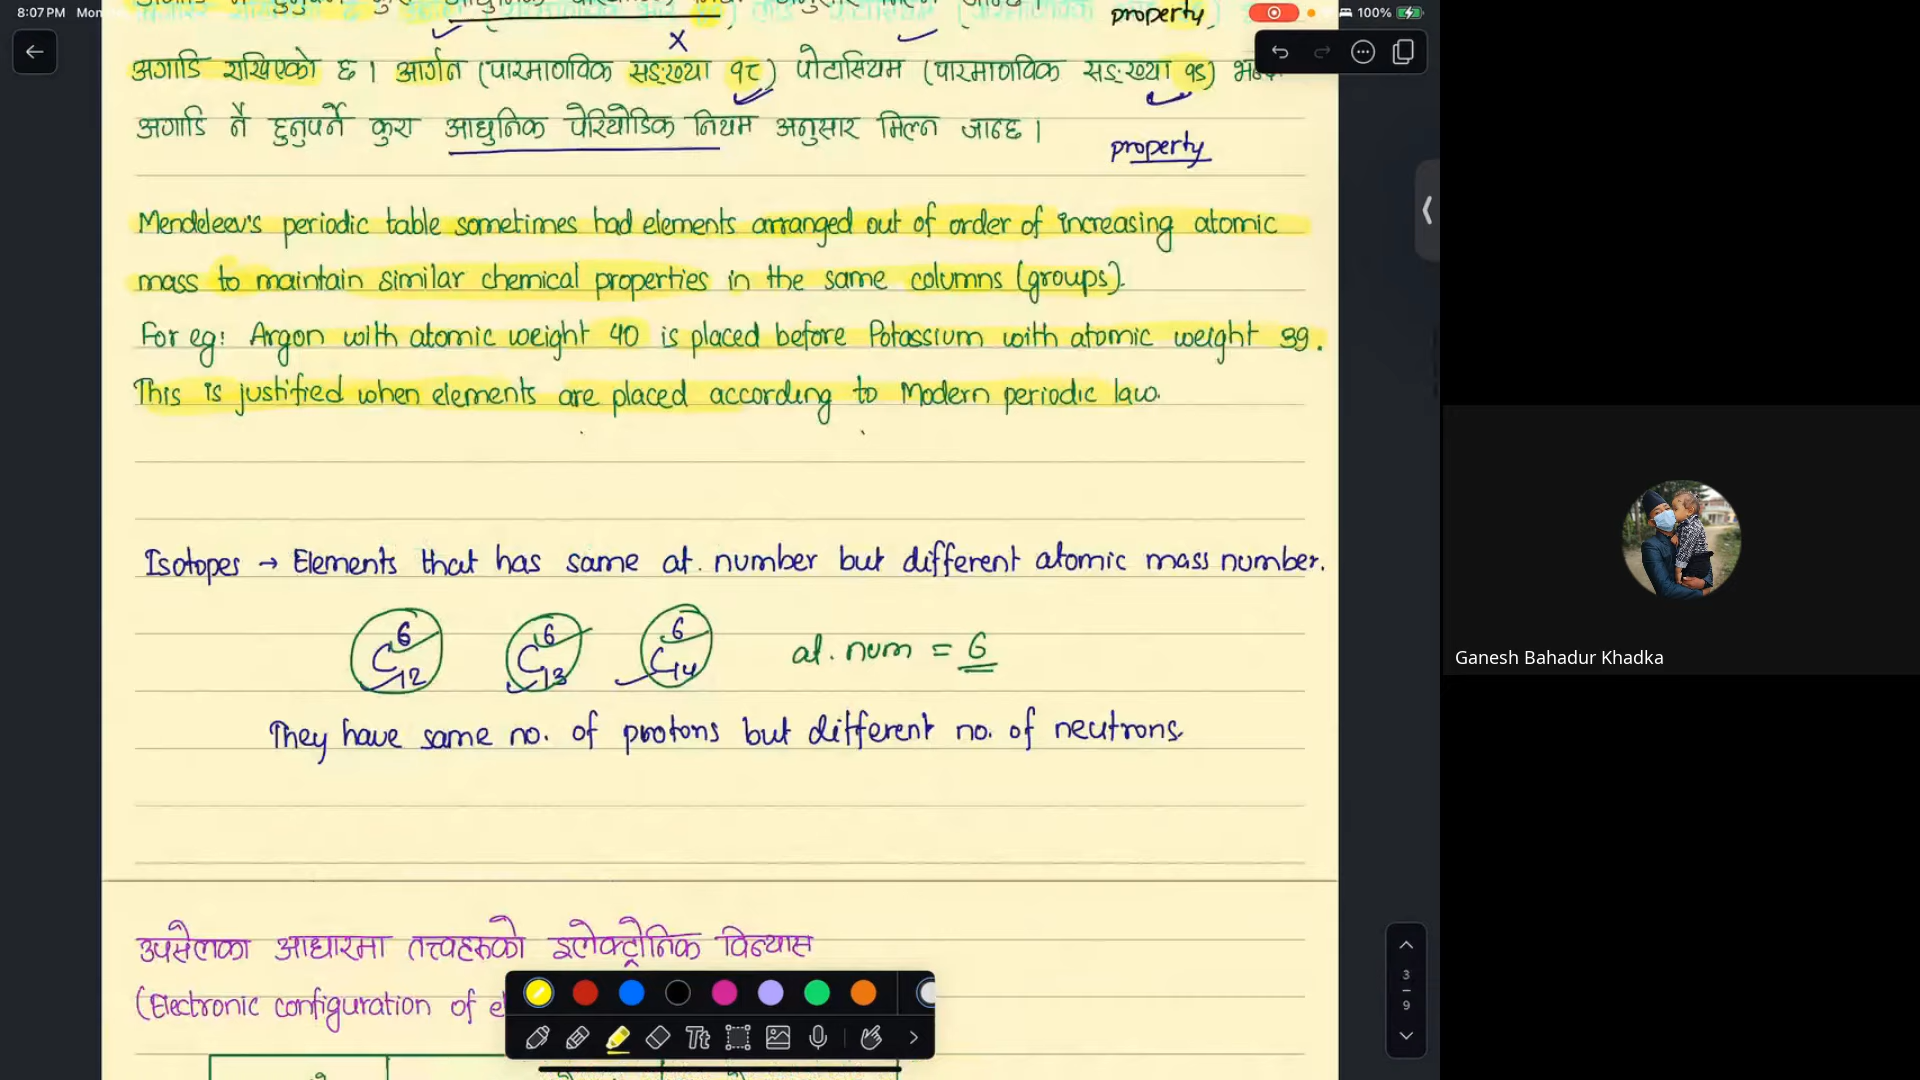 8:07 PM Mon
100%
property
x
अगाडि राखिएको छ। आर्गन (पारमाणविक सङ्ख्या १८) पोटासियम (पारमाणविक सङ्ख्या १९)
अगाडि नै हुनुपर्ने कुरा आधुनिक पेरियोडिक नियम अनुसार मिल्न जान्छ।
property
Mendeleev's periodic table sometimes had elements arranged out of order of increasing atomic
mass to maintain similar chemical properties in the same columns (groups).
For eg: Argon with atomic weight 40 is placed before Potassium with atomic weight 39.
This is justified when elements are placed according to Modern periodic law.
Isotopes → Elements that has same at. number but different atomic mass number.
C 6 12 C 6 13 C 6 14 at. num = 6
They have same no. of protons but different no. of neutrons
Ganesh Bahadur Khadka
उपसेलका आधारमा तत्त्वहरूको इलेक्ट्रोनिक विन्यास
(Electronic configuration of
Tt
3
9